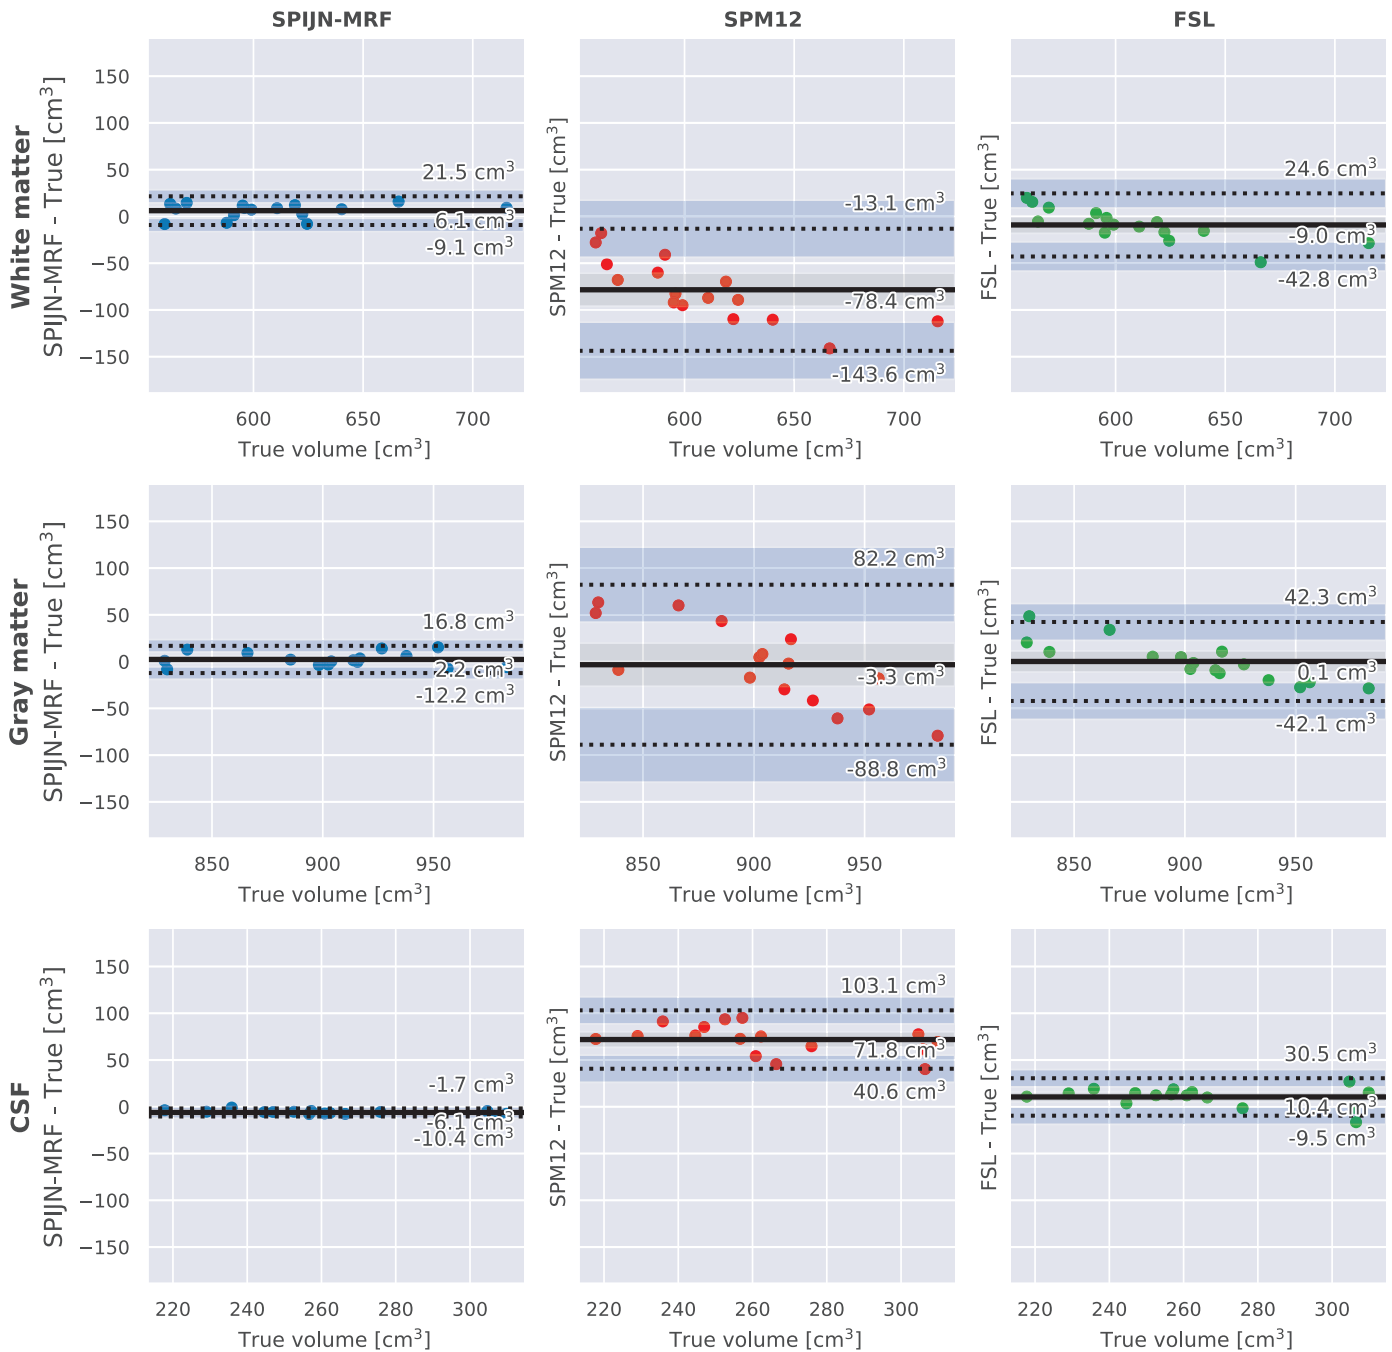 SPIJN-MRF
SPM12
FSL
White matter
SPIJN-MRF - True [cm³]
150
100
50
0
−50
−100
−150
21.5 cm³
6.1 cm³
-9.1 cm³
600
700
True volume [cm³]
SPM12 - True [cm³]
-13.1 cm³
-78.4 cm³
-143.6 cm³
600
650
700
True volume [cm³]
FSL - True [cm³]
24.6 cm³
-9.0 cm³
-42.8 cm³
600
650
700
True volume [cm³]
Gray matter
SPIJN-MRF - True [cm³]
150
100
50
0
−50
−100
−150
16.8 cm³
2.2 cm³
-12.2 cm³
850
900
950
True volume [cm³]
SPM12 - True [cm³]
82.2 cm³
-3.3 cm³
-88.8 cm³
850
900
950
True volume [cm³]
FSL - True [cm³]
42.3 cm³
0.1 cm³
-42.1 cm³
850
900
950
True volume [cm³]
CSF
SPIJN-MRF - True [cm³]
150
100
50
0
−50
−100
−150
-1.7 cm³
-6.1 cm³
-10.4 cm³
220
240
260
280
300
True volume [cm³]
SPM12 - True [cm³]
103.1 cm³
71.8 cm³
40.6 cm³
220
240
260
280
300
True volume [cm³]
FSL - True [cm³]
30.5 cm³
10.4 cm³
-9.5 cm³
220
240
260
280
300
True volume [cm³]